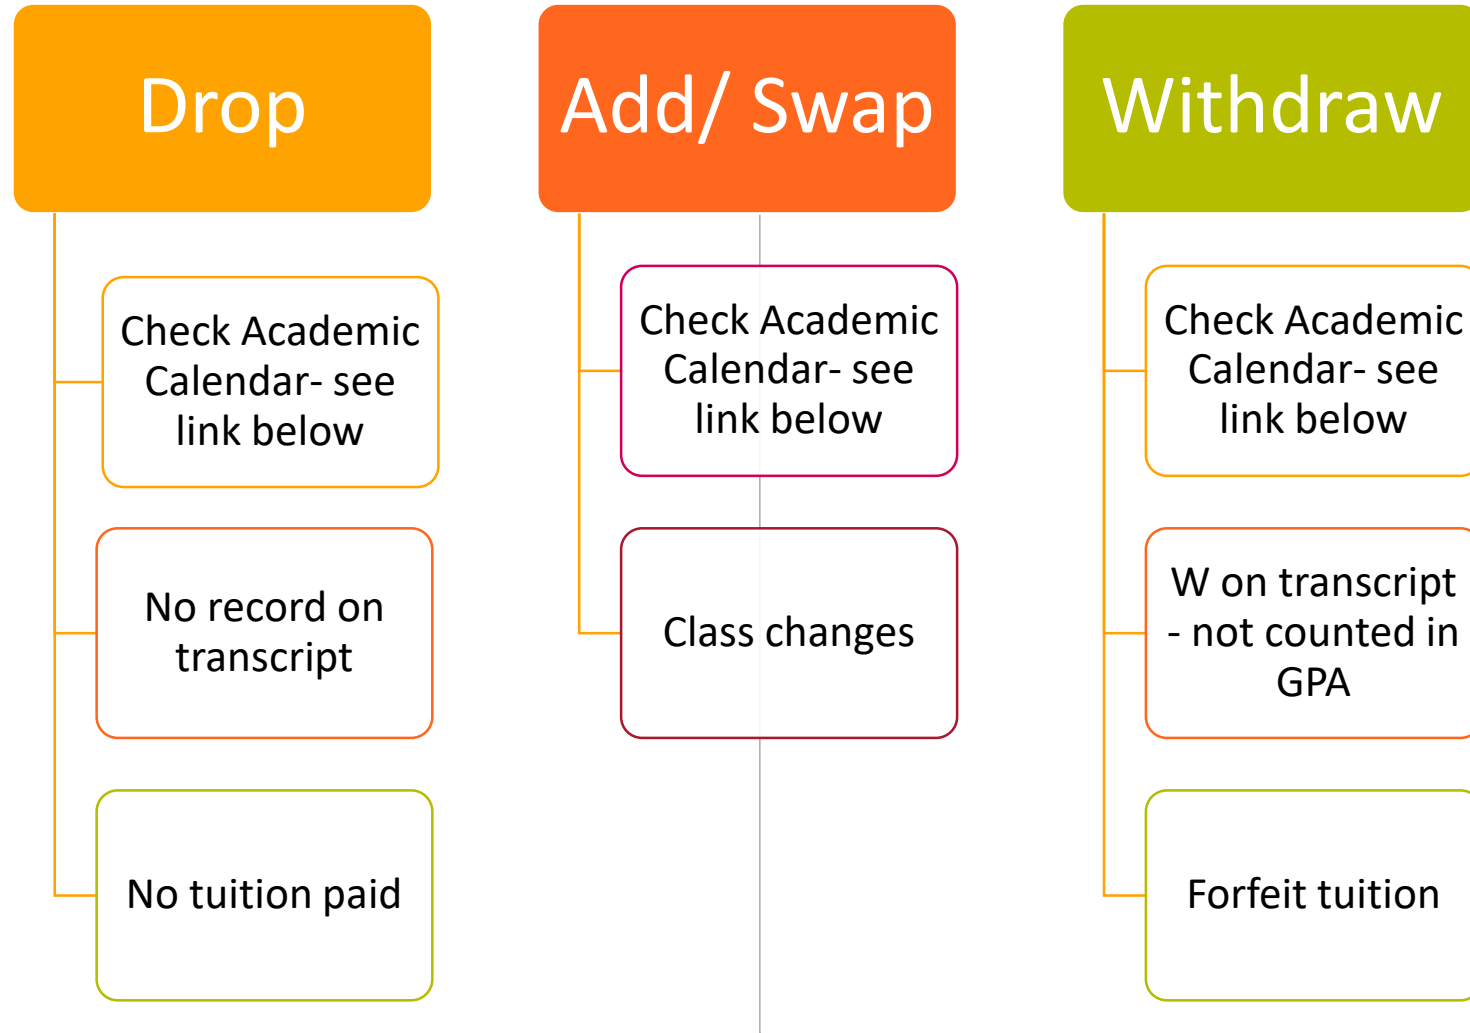 Drop
Check Academic
Calendar- see
link below
No record on
transcript
No tuition paid
Add/ Swap
Check Academic
Calendar- see
link below
Class changes
Withdraw
Check Academic
Calendar- see
link below
W on transcript
- not counted in
GPA
Forfeit tuition